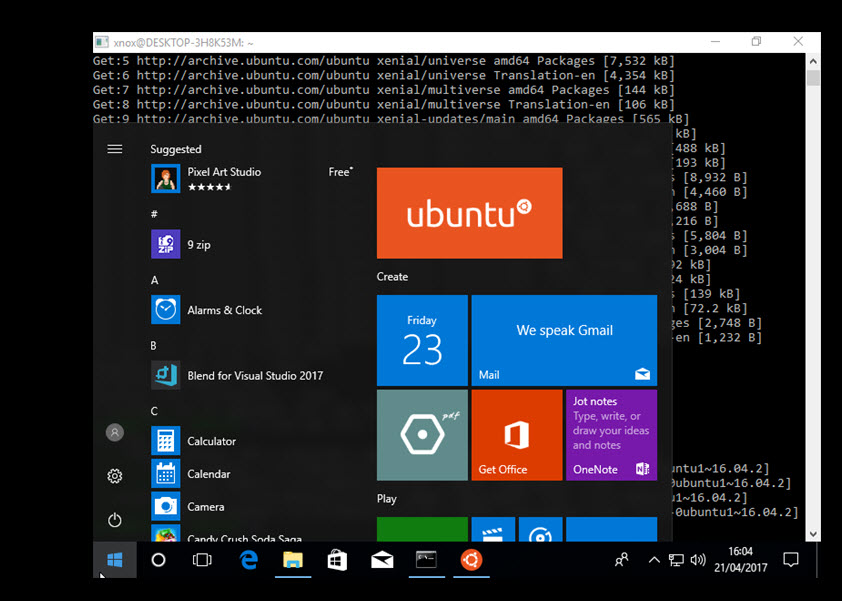 xnox@DESKTOP-3H8K53M: ~
Get:5 http://archive.ubuntu.com/ubuntu xenial/universe amd64 Packages [7,532 kB]
Get:6 http://archive.ubuntu.com/ubuntu xenial/universe Translation-en [4,354 kB]
Get:7 http://archive.ubuntu.com/ubuntu xenial/multiverse amd64 Packages [144 kB]
Get:8 http://archive.ubuntu.com/ubuntu xenial/multiverse Translation-en [106 kB]
Get:9 http://archive.ubuntu.com/ubuntu xenial-updates/main amd64 Packages [565 kB]
kB]
[488 kB]
[193 kB]
[8,932 B]
[4,460 B]
688 B]
216 B]
[5,804 B]
[3,004 B]
92 kB]
24 kB]
[139 kB]
[72.2 kB]
ges [2,748 B]
-en [1,232 B]
untu1~16.04.2]
0ubuntu1~16.04.2]
u1~16.04.2]
-0ubuntu1~16.04.2]
Suggested
Pixel Art Studio
Free*
#
9 zip
A
Alarms & Clock
B
Blend for Visual Studio 2017
C
Calculator
Calendar
Camera
Candy Crush Soda Saga
ubuntu
Create
Friday
23
We speak Gmail
Mail
pdf
Get Office
Jot notes
Type, write, or
draw your ideas
and notes
OneNote
Play
16:04
21/04/2017